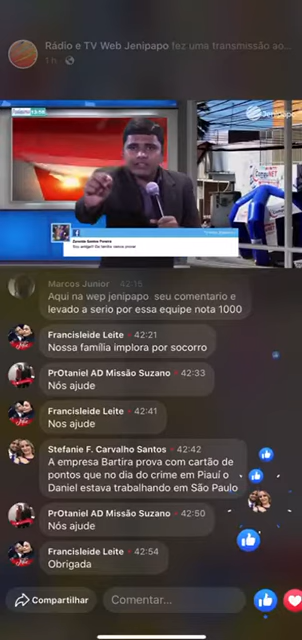 Rádio e TV Web Jenipapo fez uma transmissão ao...
1 h
Jenipapo
Marcos Junior 42:15
Aqui na wep jenipapo seu comentario e
levado a serio por essa equipe nota 1000
Francisleide Leite • 42:21
Nossa família implora por socorro
PrOtaniel AD Missão Suzano • 42:33
Nós ajude
Francisleide Leite • 42:41
Nos ajude
Stefanie F. Carvalho Santos • 42:42
A empresa Bartira prova com cartão de
pontos que no dia do crime em Piauí o
Daniel estava trabalhando em São Paulo
PrOtaniel AD Missão Suzano • 42:50
Nós ajude
Francisleide Leite • 42:54
Obrigada
Compartilhar
Comentar...